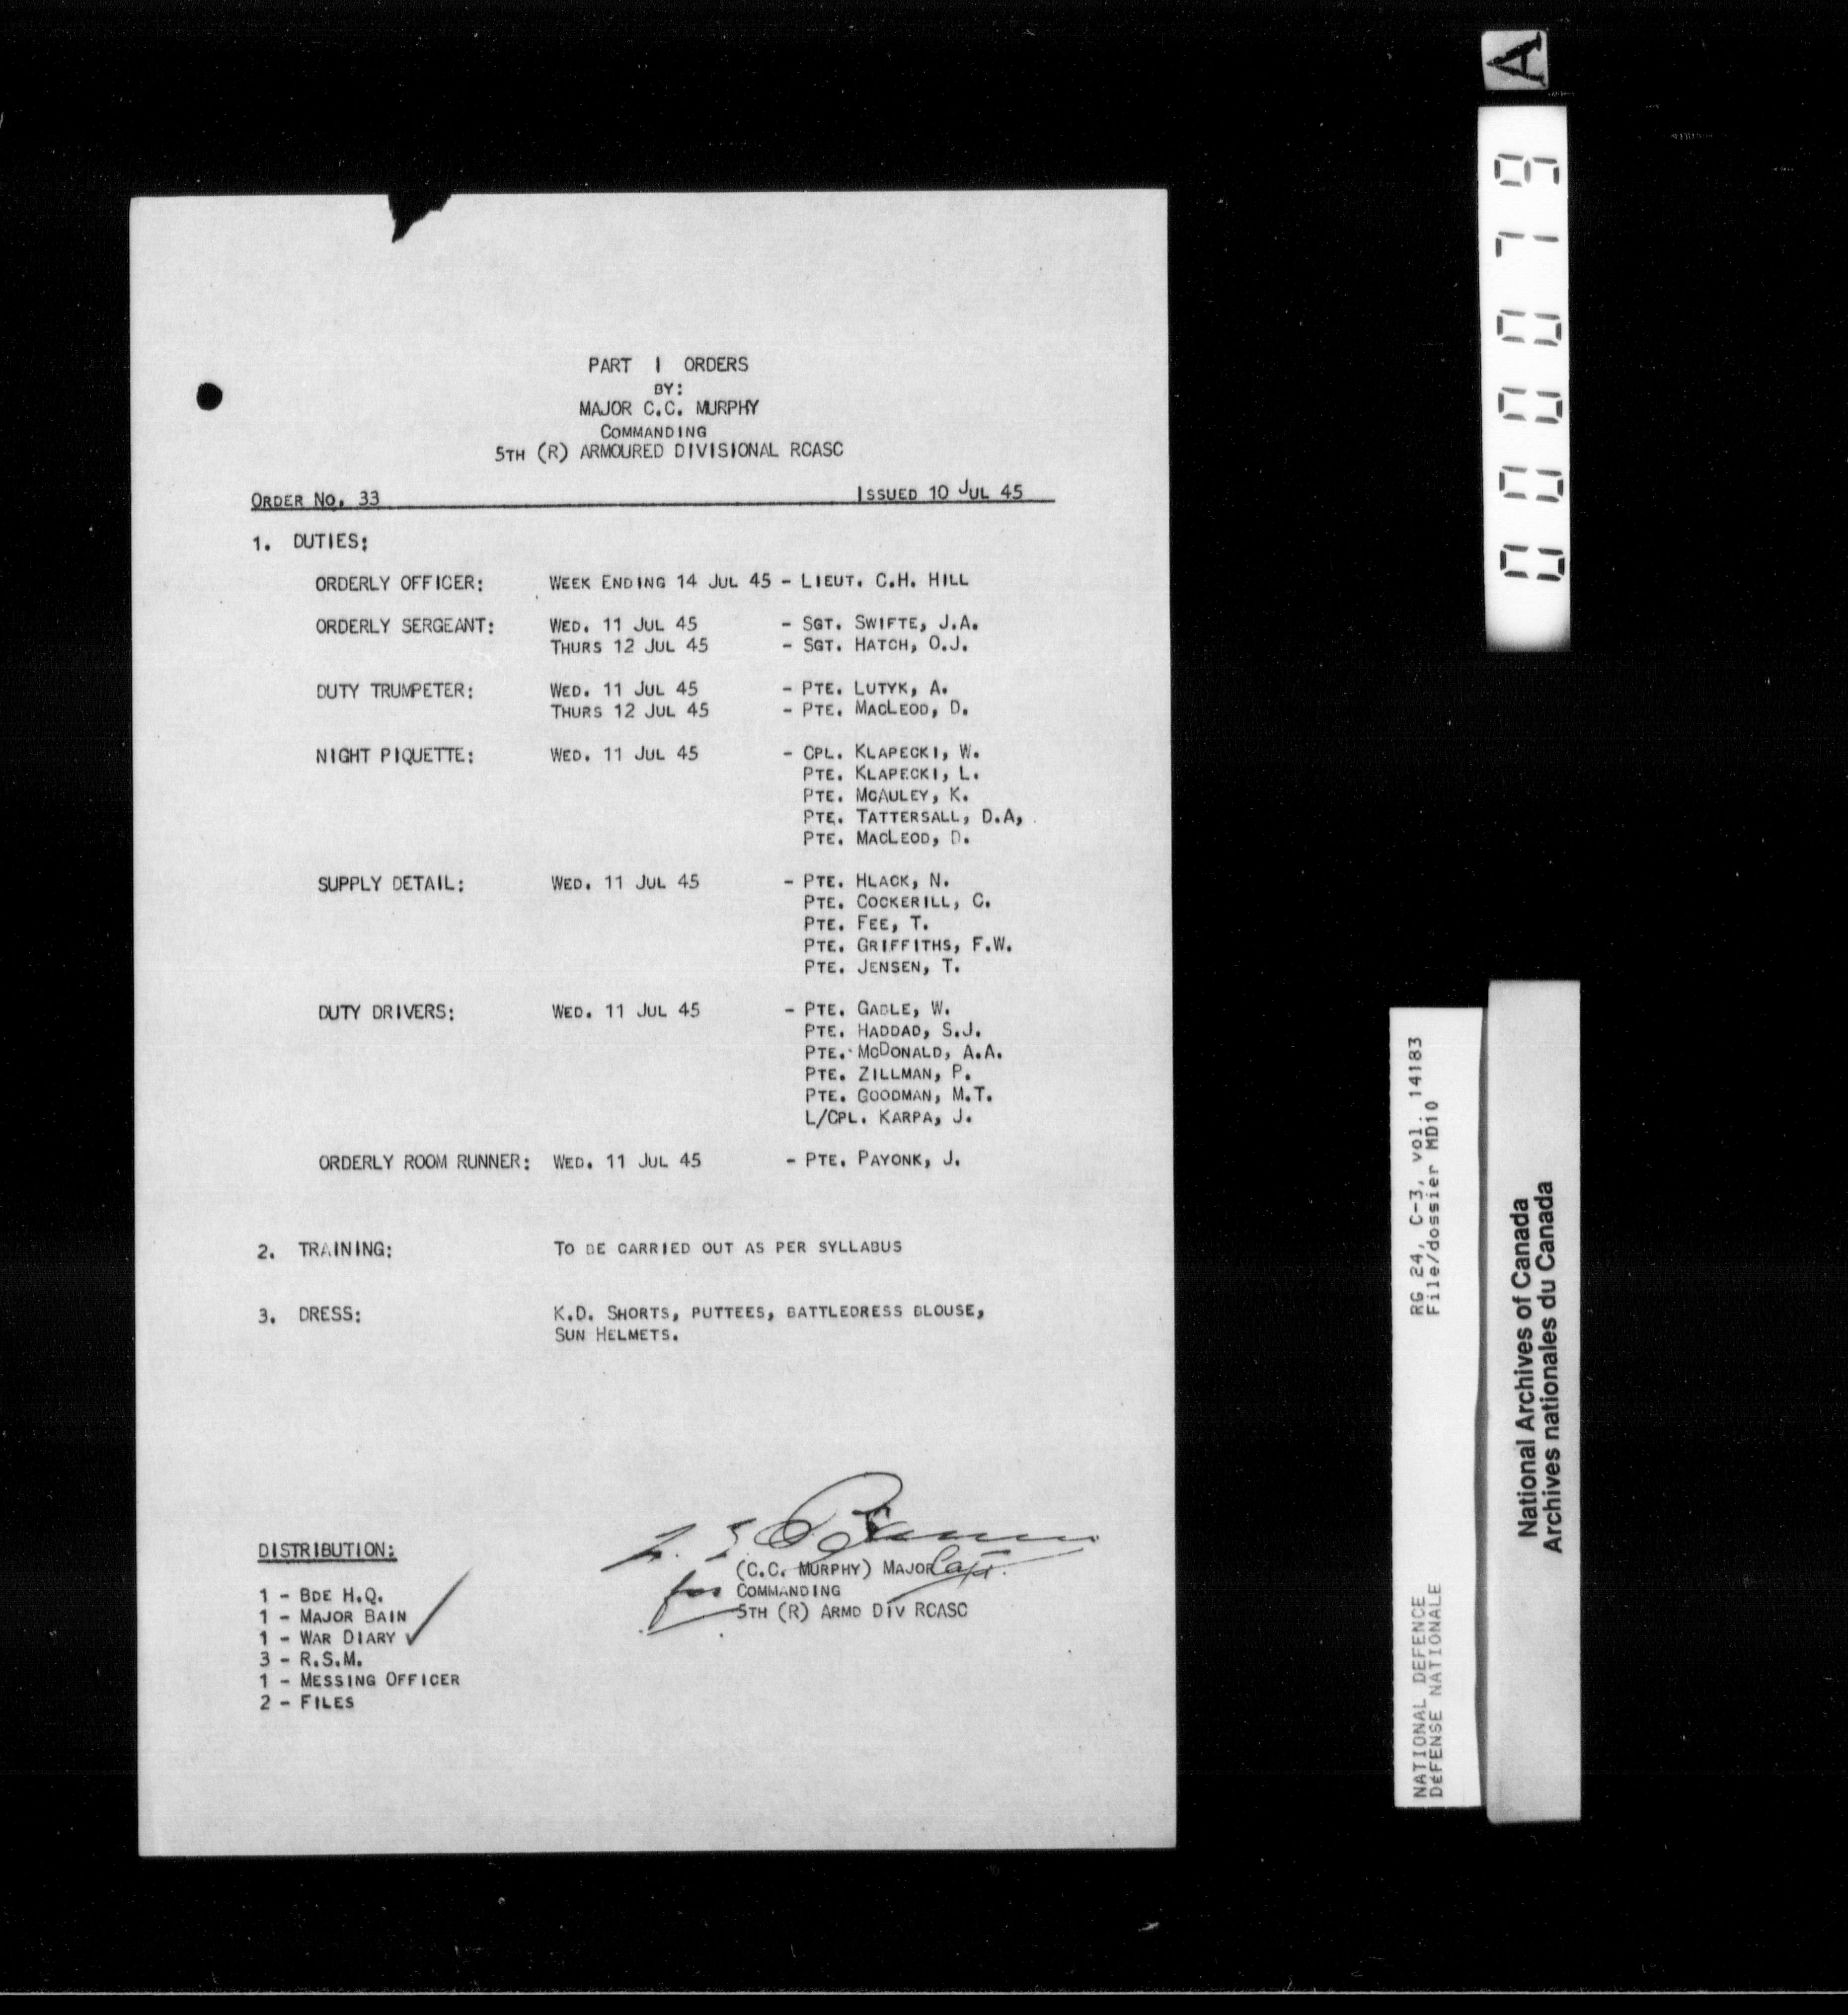 PART I ORDERS
BY:
MAJOR C.C. MURPHY
COMMANDING
5TH (R) ARMOURED DIVISIONAL RCASC
ORDER NO. 33 ISSUED 10 JUL 45
1. DUTIES:
ORDERLY OFFICER: WEEK ENDING 14 JUL 45 - LIEUT. C.H. HILL
ORDERLY SERGEANT: WED. 11 JUL 45 - SGT. SWIFTE, J.A.
THURS 12 JUL 45 - SGT. HATCH, O.J.
DUTY TRUMPETER: WED. 11 JUL 45 - PTE. LUTYK, A.
THURS 12 JUL 45 - PTE. MACLEOD, D.
NIGHT PIQUETTE: WED. 11 JUL 45 - CPL. KLAPECKI, W.
PTE. KLAPECKI, L.
PTE. MCAULEY, K.
PTE. TATTERSALL, D.A,
PTE. MACLEOD, D.
SUPPLY DETAIL: WED. 11 JUL 45 - PTE. HLACK, N.
PTE. COCKERILL, C.
PTE. FEE, T.
PTE. GRIFFITHS, F.W.
PTE. JENSEN, T.
DUTY DRIVERS: WED. 11 JUL 45 - PTE. GABLE, W.
PTE. HADDAD, S.J.
PTE. MCDONALD, A.A.
PTE. ZILLMAN, P.
PTE. GOODMAN, M.T.
L/CPL. KARPA, J.
ORDERLY ROOM RUNNER: WED. 11 JUL 45 - PTE. PAYONK, J.
2. TRAINING: TO BE CARRIED OUT AS PER SYLLABUS
3. DRESS: K.D. SHORTS, PUTTEES, BATTLEDRESS BLOUSE,
SUN HELMETS.
(C.C. MURPHY) MAJOR Capt.
for COMMANDING
5TH (R) ARMD DIV RCASC
DISTRIBUTION:
1 - BDE H.Q.
1 - MAJOR BAIN
1 - WAR DIARY
3 - R.S.M.
1 - MESSING OFFICER
2 - FILES
A
000079
RG 24, C-3, vol. 14183
File/dossier MD10
NATIONAL DEFENCE
DÉFENSE NATIONALE
National Archives of Canada
Archives nationales du Canada